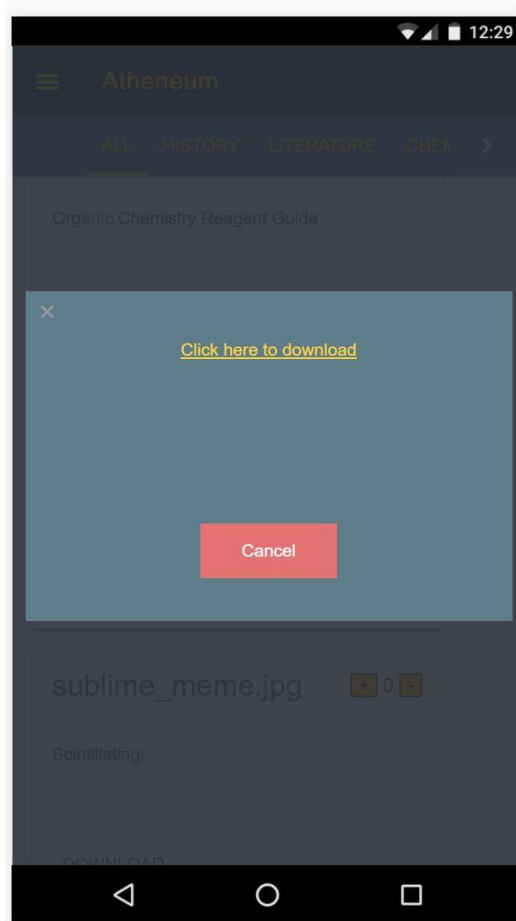 12:29
Atheneum
ALL HISTORY LITERATURE CHEM
Organic Chemistry Reagent Guide
×
Click here to download
Cancel
sublime_meme.jpg + 0 -
Scintillating.
DOWNLOAD